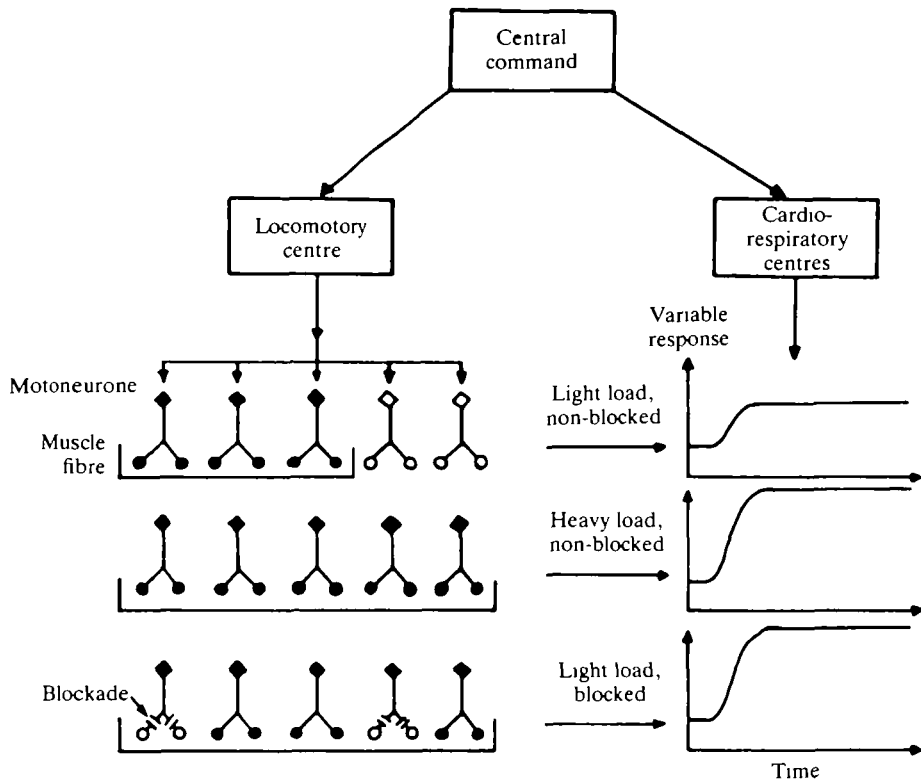 Central
command
Locomotory
centre
Cardio-
respiratory
centres
Variable
response
Motoneurone
Muscle
fibre
Light load,
non-blocked
Heavy load,
non-blocked
Blockade
Light load,
blocked
Time